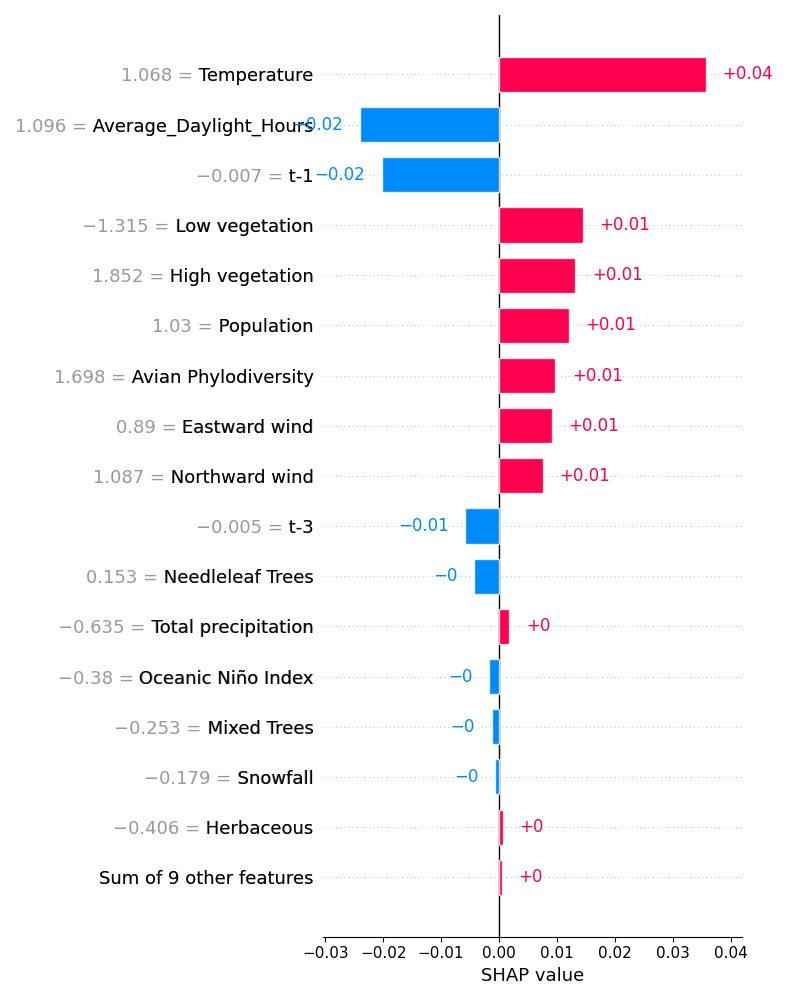 1.068 = Temperature +0.04
1.096 = Average_Daylight_Hours −0.02
−0.007 = t-1 −0.02
−1.315 = Low vegetation +0.01
1.852 = High vegetation +0.01
1.03 = Population +0.01
1.698 = Avian Phylodiversity +0.01
0.89 = Eastward wind +0.01
1.087 = Northward wind +0.01
−0.005 = t-3 −0.01
0.153 = Needleleaf Trees −0
−0.635 = Total precipitation +0
−0.38 = Oceanic Niño Index −0
−0.253 = Mixed Trees −0
−0.179 = Snowfall −0
−0.406 = Herbaceous +0
Sum of 9 other features +0
−0.03 −0.02 −0.01 0.00 0.01 0.02 0.03 0.04
SHAP value